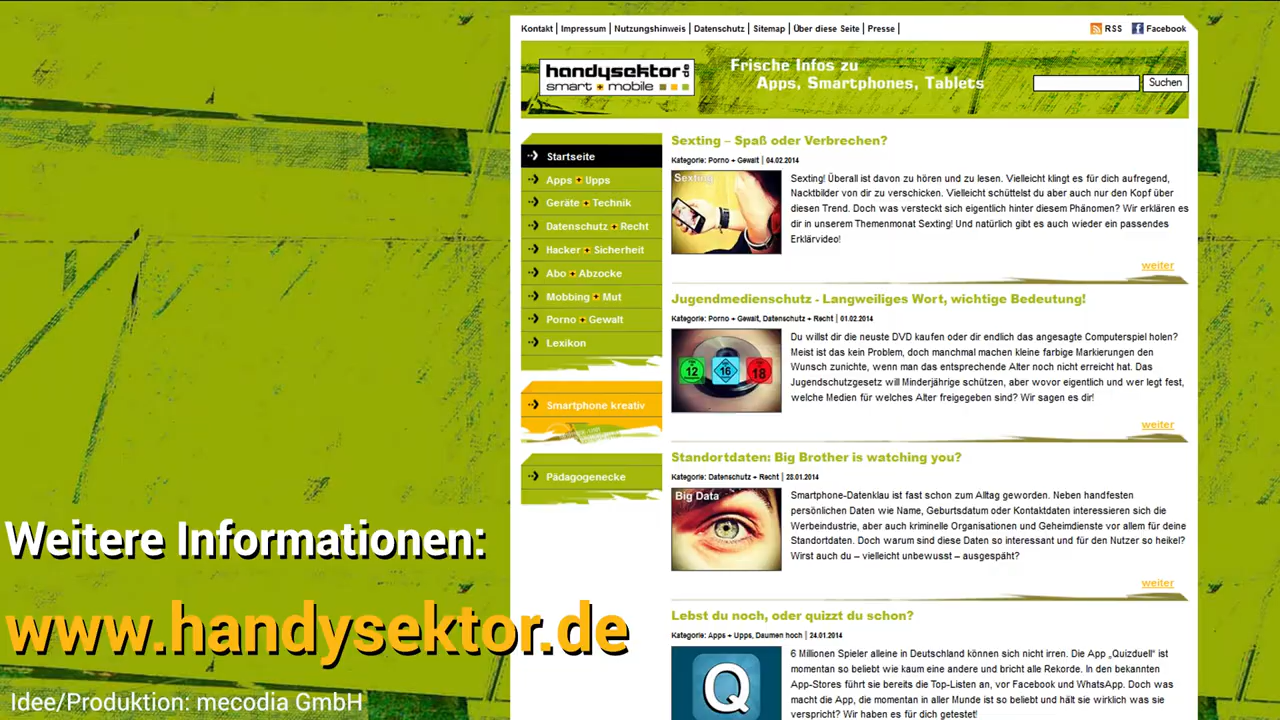 Kontakt | Impressum | Nutzungshinweis | Datenschutz | Sitemap | Über diese Seite | Presse |
RSS Facebook
handysektor.de
smart + mobile
Frische Infos zu
Apps, Smartphones, Tablets
Suchen
Startseite
Apps + Upps
Geräte + Technik
Datenschutz + Recht
Hacker + Sicherheit
Abo + Abzocke
Mobbing + Mut
Porno + Gewalt
Lexikon
Smartphone kreativ
Pädagogenecke
Sexting – Spaß oder Verbrechen?
Kategorie: Porno + Gewalt | 04.02.2014
Sexting
Sexting! Überall ist davon zu hören und zu lesen. Vielleicht klingt es für dich aufregend,
Nacktbilder von dir zu verschicken. Vielleicht schüttelst du aber auch nur den Kopf über
diesen Trend. Doch was versteckt sich eigentlich hinter diesem Phänomen? Wir erklären es
dir in unserem Themenmonat Sexting! Und natürlich gibt es auch wieder ein passendes
Erklärvideo!
weiter
Jugendmedienschutz - Langweiliges Wort, wichtige Bedeutung!
Kategorie: Porno + Gewalt, Datenschutz + Recht | 01.02.2014
12 16 18
Du willst dir die neuste DVD kaufen oder dir endlich das angesagte Computerspiel holen?
Meist ist das kein Problem, doch manchmal machen kleine farbige Markierungen den
Wunsch zunichte, wenn man das entsprechende Alter noch nicht erreicht hat. Das
Jugendschutzgesetz will Minderjährige schützen, aber wovor eigentlich und wer legt fest,
welche Medien für welches Alter freigegeben sind? Wir sagen es dir!
weiter
Standortdaten: Big Brother is watching you?
Kategorie: Datenschutz + Recht | 28.01.2014
Big Data
Smartphone-Datenklau ist fast schon zum Alltag geworden. Neben handfesten
persönlichen Daten wie Name, Geburtsdatum oder Kontaktdaten interessieren sich die
Werbeindustrie, aber auch kriminelle Organisationen und Geheimdienste vor allem für deine
Standortdaten. Doch warum sind diese Daten so interessant und für den Nutzer so heikel?
Wirst auch du – vielleicht unbewusst – ausgespäht?
weiter
Lebst du noch, oder quizzt du schon?
Kategorie: Apps + Upps, Daumen hoch | 24.01.2014
Q
6 Millionen Spieler alleine in Deutschland können sich nicht irren. Die App „Quizduell“ ist
momentan so beliebt wie kaum eine andere und bricht alle Rekorde. In den bekannten
App-Stores führt sie bereits die Top-Listen an, vor Facebook und WhatsApp. Doch was
macht die App, die momentan in aller Munde ist so beliebt und hält sie wirklich was sie
verspricht? Wir haben es für dich getestet!
Weitere Informationen:
www.handysektor.de
Idee/Produktion: mecodia GmbH